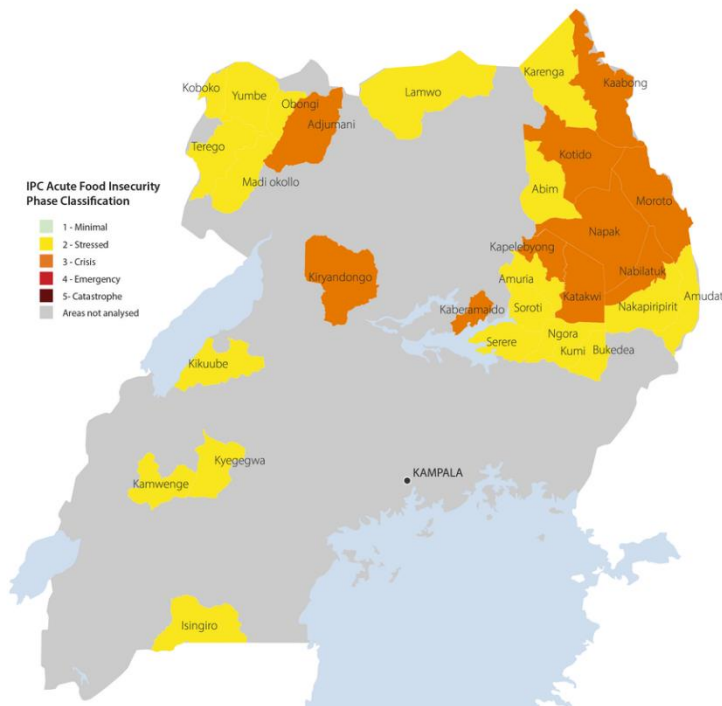 Karenga
Kaabong
Koboko
Yumbe
Lamwo
Obongi
Adjumani
Terego
Kotido
Madi okollo
Abim
Moroto
IPC Acute Food Insecurity
Phase Classification
1 - Minimal
2 - Stressed
3 - Crisis
4 - Emergency
5- Catastrophe
Areas not analysed
Napak
Kapelebyong
Kiryandongo
Amuria
Nabilatuk
Katakwi
Amudat
Kaberamaido
Soroti
Nakapiripirit
Ngora
Serere
Kumi
Bukedea
Kikuube
Kyegegwa
KAMPALA
Kamwenge
Isingiro